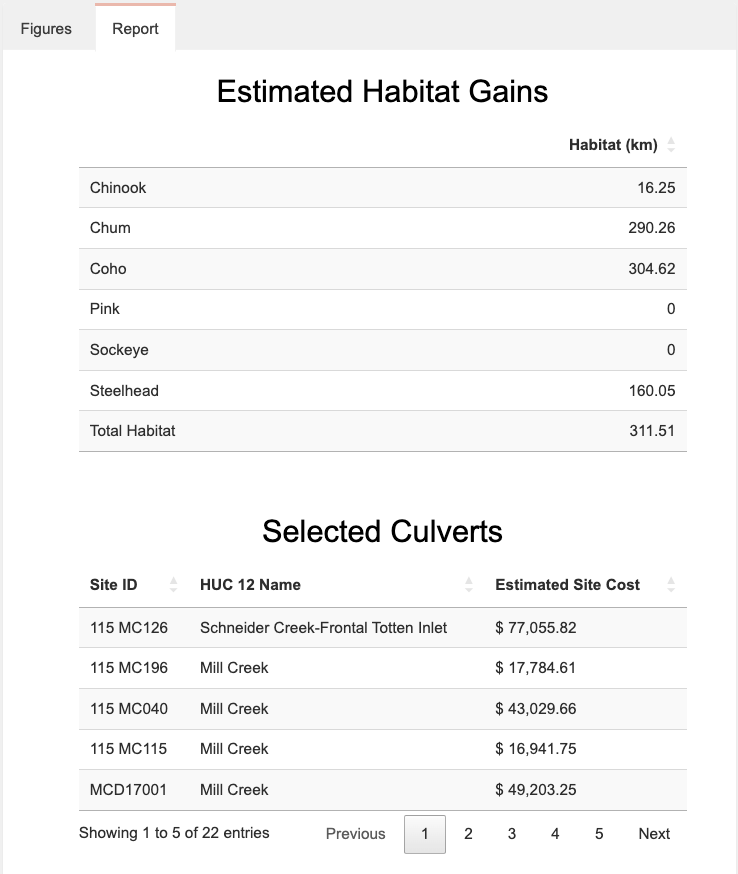 Figures Report
Estimated Habitat Gains
Habitat (km)
Chinook 16.25
Chum 290.26
Coho 304.62
Pink 0
Sockeye 0
Steelhead 160.05
Total Habitat 311.51
Selected Culverts
Site ID HUC 12 Name Estimated Site Cost
115 MC126 Schneider Creek-Frontal Totten Inlet $ 77,055.82
115 MC196 Mill Creek $ 17,784.61
115 MC040 Mill Creek $ 43,029.66
115 MC115 Mill Creek $ 16,941.75
MCD17001 Mill Creek $ 49,203.25
Showing 1 to 5 of 22 entries Previous 1 2 3 4 5 Next